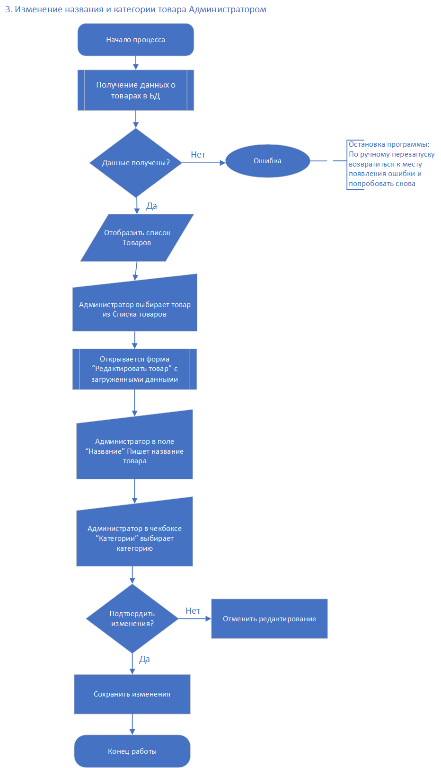 3. Изменение названия и категории товара Администратором
Начало процесса
Получение данных о
товарах в БД
Данные получены?
Нет
Ошибка
Остановка программы:
По ручному перезапуску
возвратиться к месту
появления ошибки и
попробовать снова
Да
Отобразить список
Товаров
Администратор выбирает товар
из Списка товаров
Открывается форма
"Редактировать товар" с
загруженными данными
Администратор в поле
"Название" Пишет название
товара
Администратор в чекбоксе
"Категории" выбирает
категорию
Подтвердить
изменения?
Нет
Отменить редактирование
Да
Сохранить изменения
Конец работы